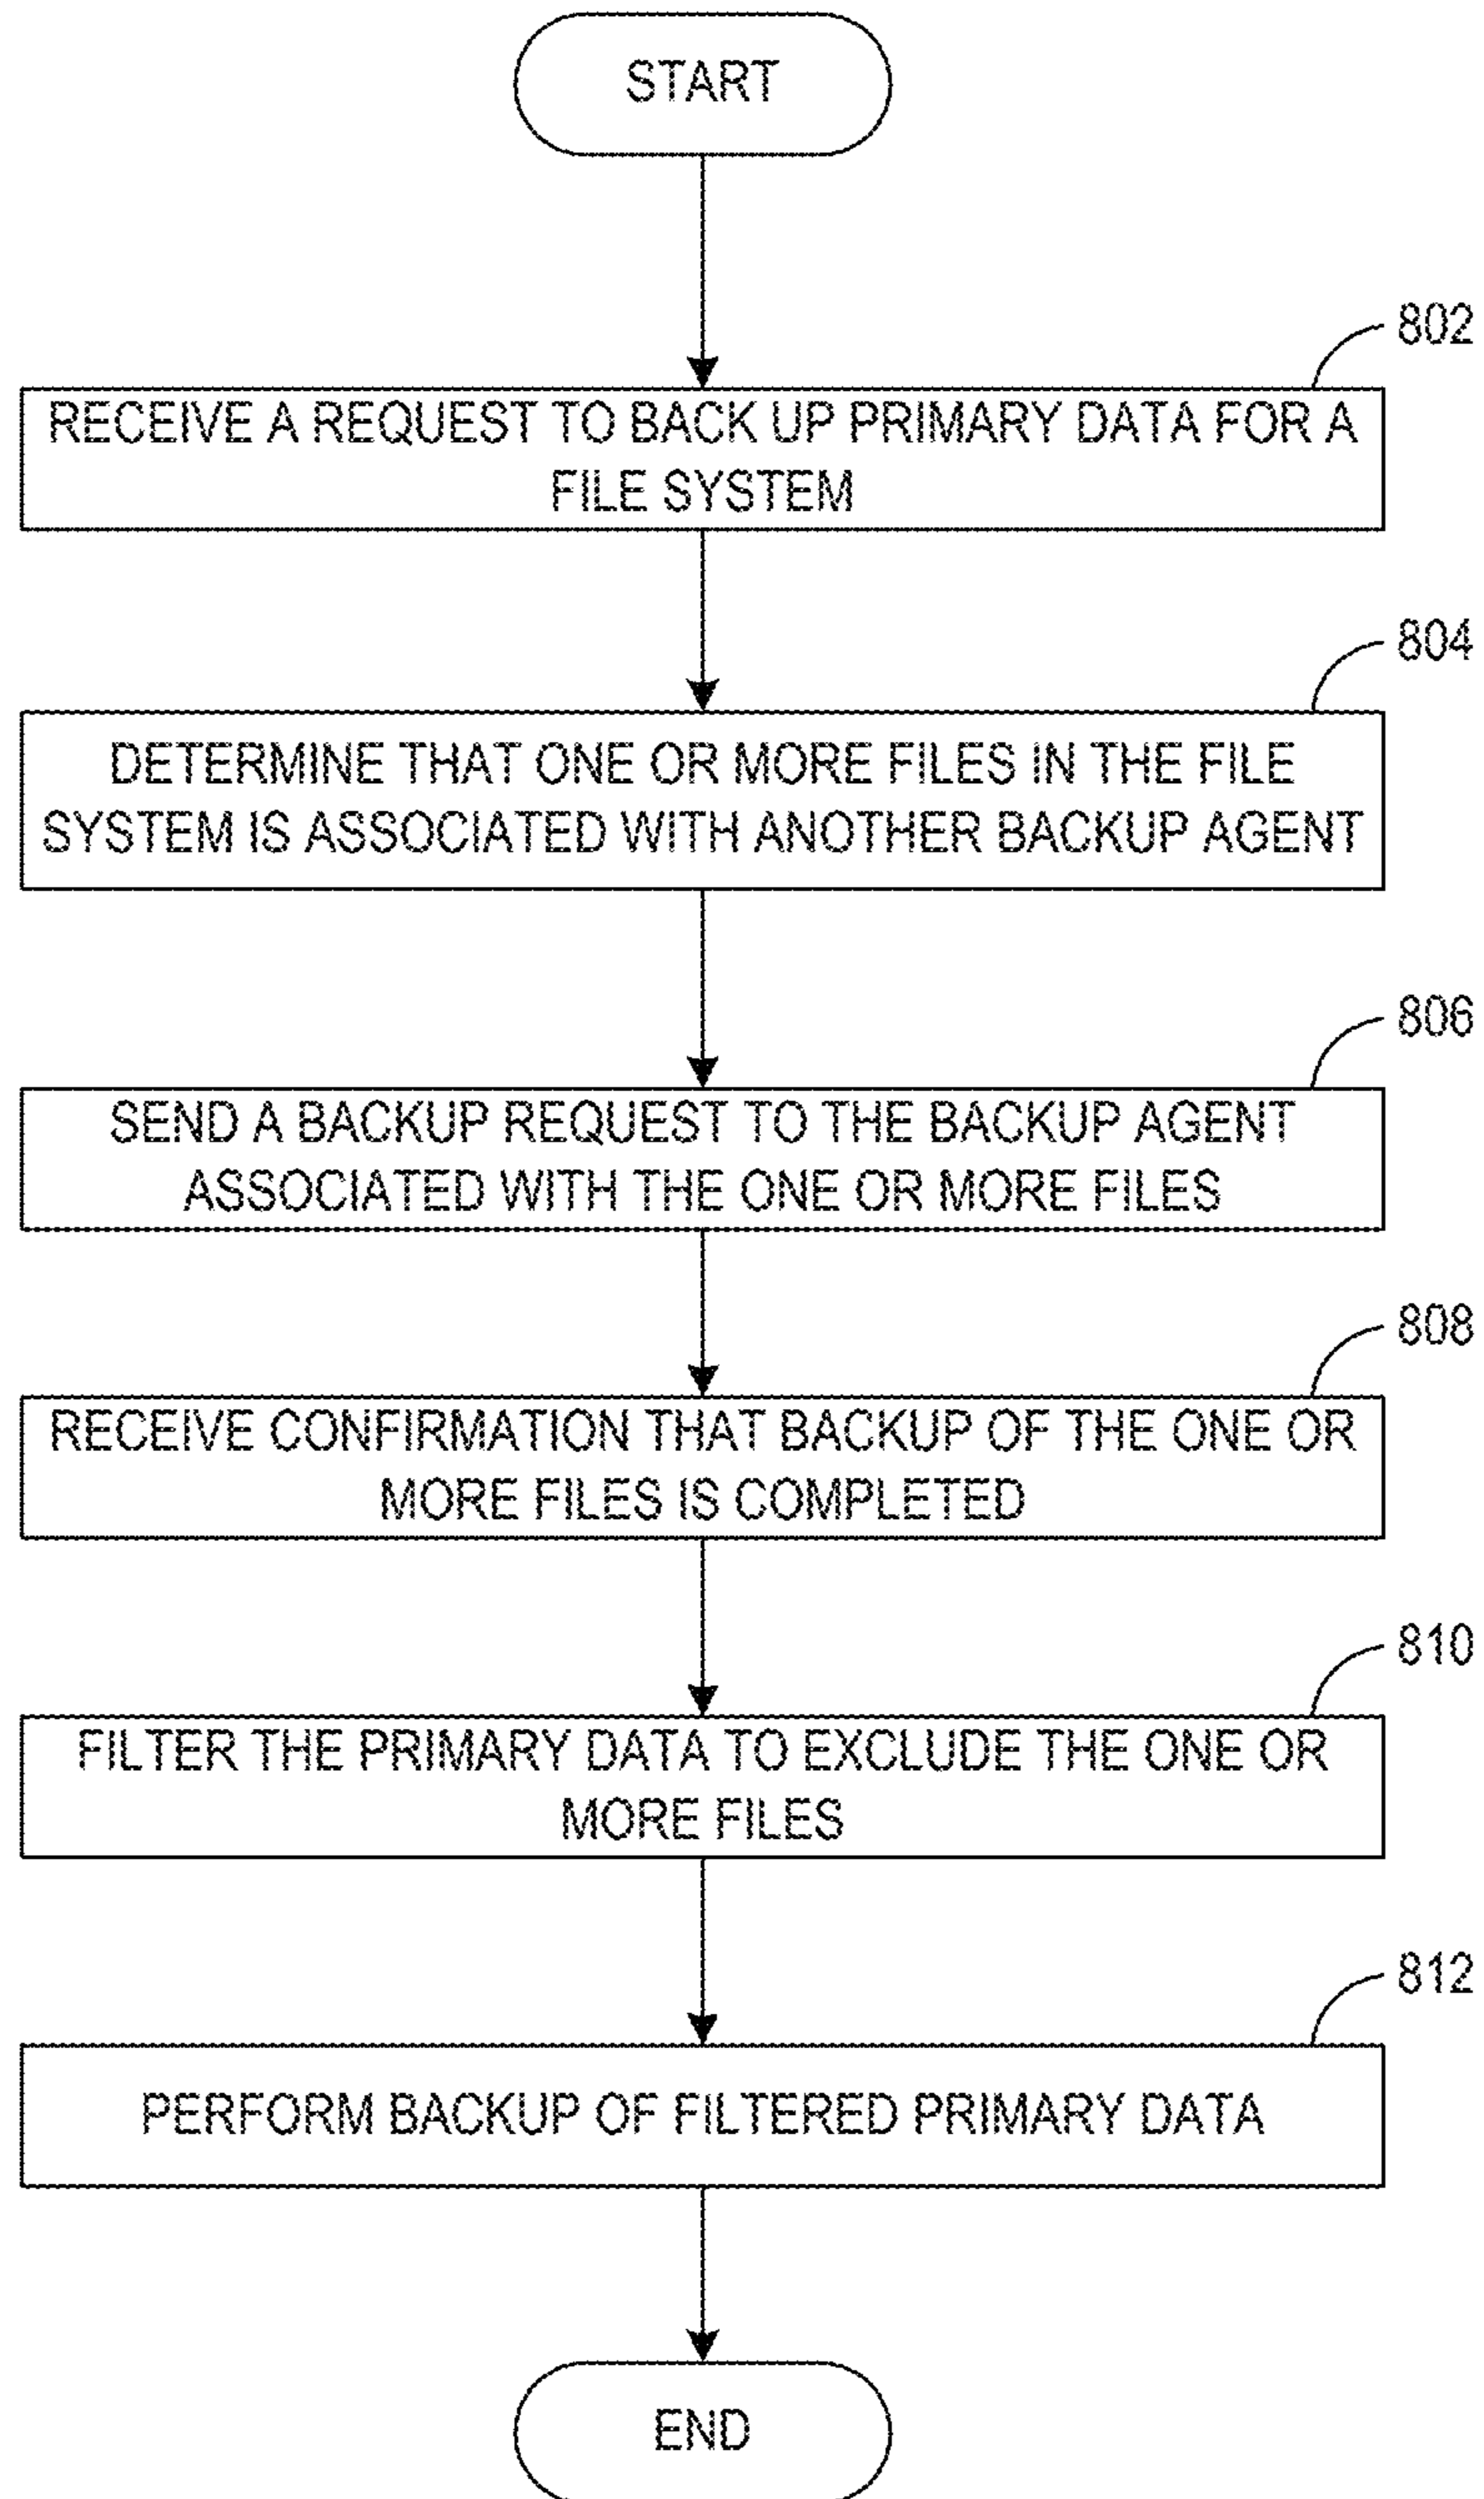 START
802
RECEIVE A REQUEST TO BACK UP PRIMARY DATA FOR A
FILE SYSTEM
804
DETERMINE THAT ONE OR MORE FILES IN THE FILE
SYSTEM IS ASSOCIATED WITH ANOTHER BACKUP AGENT
806
SEND A BACKUP REQUEST TO THE BACKUP AGENT
ASSOCIATED WITH THE ONE OR MORE FILES
808
RECEIVE CONFIRMATION THAT BACKUP OF THE ONE OR
MORE FILES IS COMPLETED
810
FILTER THE PRIMARY DATA TO EXCLUDE THE ONE OR
MORE FILES
812
PERFORM BACKUP OF FILTERED PRIMARY DATA
END